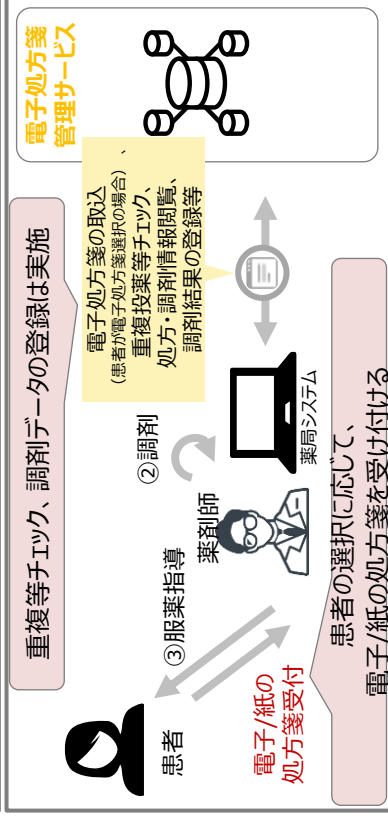 重複等チェック、調剤データの登録は実施
電子処方箋
管理サービス
電子処方箋の取込
（患者が電子処方箋選択の場合）、
重複投薬等チェック、
処方・調剤情報閲覧、
調剤結果の登録等
②調剤
③服薬指導
薬剤師
薬局システム
患者
電子/紙の
処方箋受付
患者の選択に応じて、
電子/紙の処方箋を受け付ける